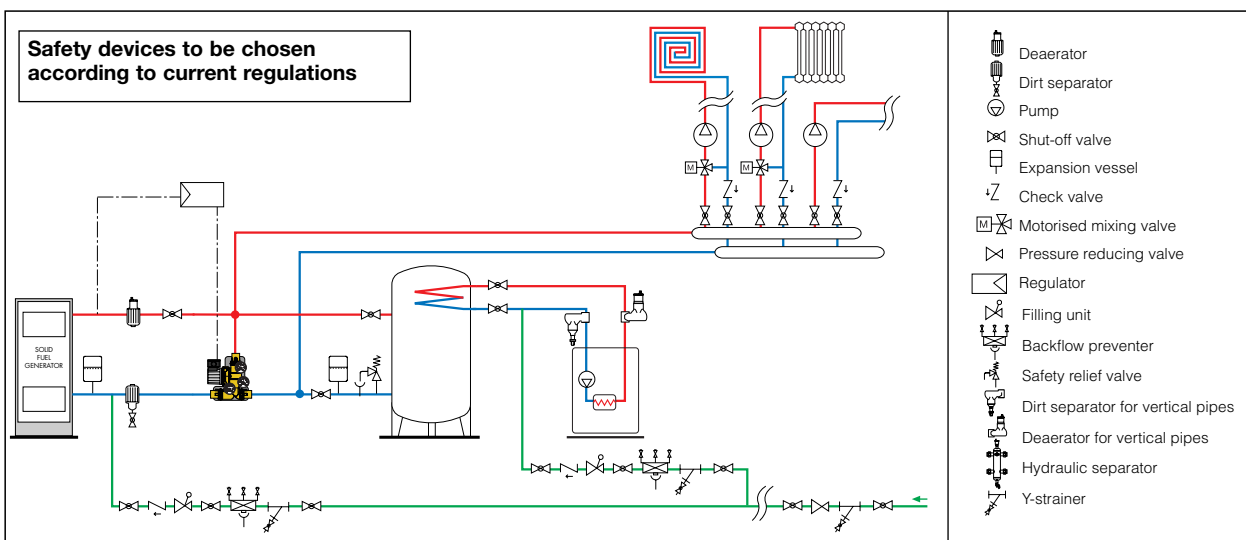 Safety devices to be chosen
according to current regulations
M
M
SOLID
FUEL
GENERATOR
Deaerator
Dirt separator
Pump
Shut-off valve
Expansion vessel
Check valve
M
Motorised mixing valve
Pressure reducing valve
Regulator
Filling unit
Backflow preventer
Safety relief valve
Dirt separator for vertical pipes
Deaerator for vertical pipes
Hydraulic separator
Y-strainer